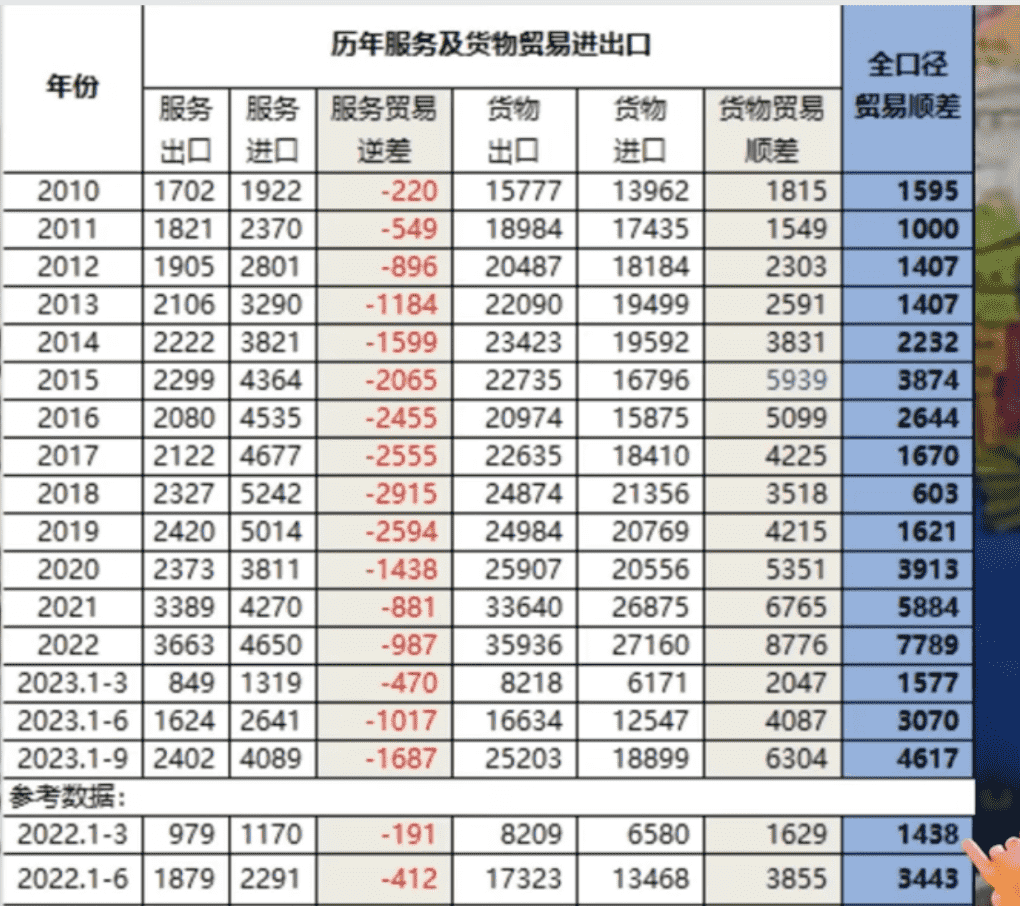 历年服务及货物贸易进出口
年份
全口径
贸易顺差
服务 服务 服务贸易 货物 货物 货物贸易
出口 进口 逆差 出口 进口 顺差
2010 1702 1922 -220 15777 13962 1815 1595
2011 1821 2370 -549 18984 17435 1549 1000
2012 1905 2801 -896 20487 18184 2303 1407
2013 2106 3290 -1184 22090 19499 2591 1407
2014 2222 3821 -1599 23423 19592 3831 2232
2015 2299 4364 -2065 22735 16796 5939 3874
2016 2080 4535 -2455 20974 15875 5099 2644
2017 2122 4677 -2555 22635 18410 4225 1670
2018 2327 5242 -2915 24874 21356 3518 603
2019 2420 5014 -2594 24984 20769 4215 1621
2020 2373 3811 -1438 25907 20556 5351 3913
2021 3389 4270 -881 33640 26875 6765 5884
2022 3663 4650 -987 35936 27160 8776 7789
2023.1-3 849 1319 -470 8218 6171 2047 1577
2023.1-6 1624 2641 -1017 16634 12547 4087 3070
2023.1-9 2402 4089 -1687 25203 18899 6304 4617
参考数据：
2022.1-3 979 1170 -191 8209 6580 1629 1438
2022.1-6 1879 2291 -412 17323 13468 3855 3443